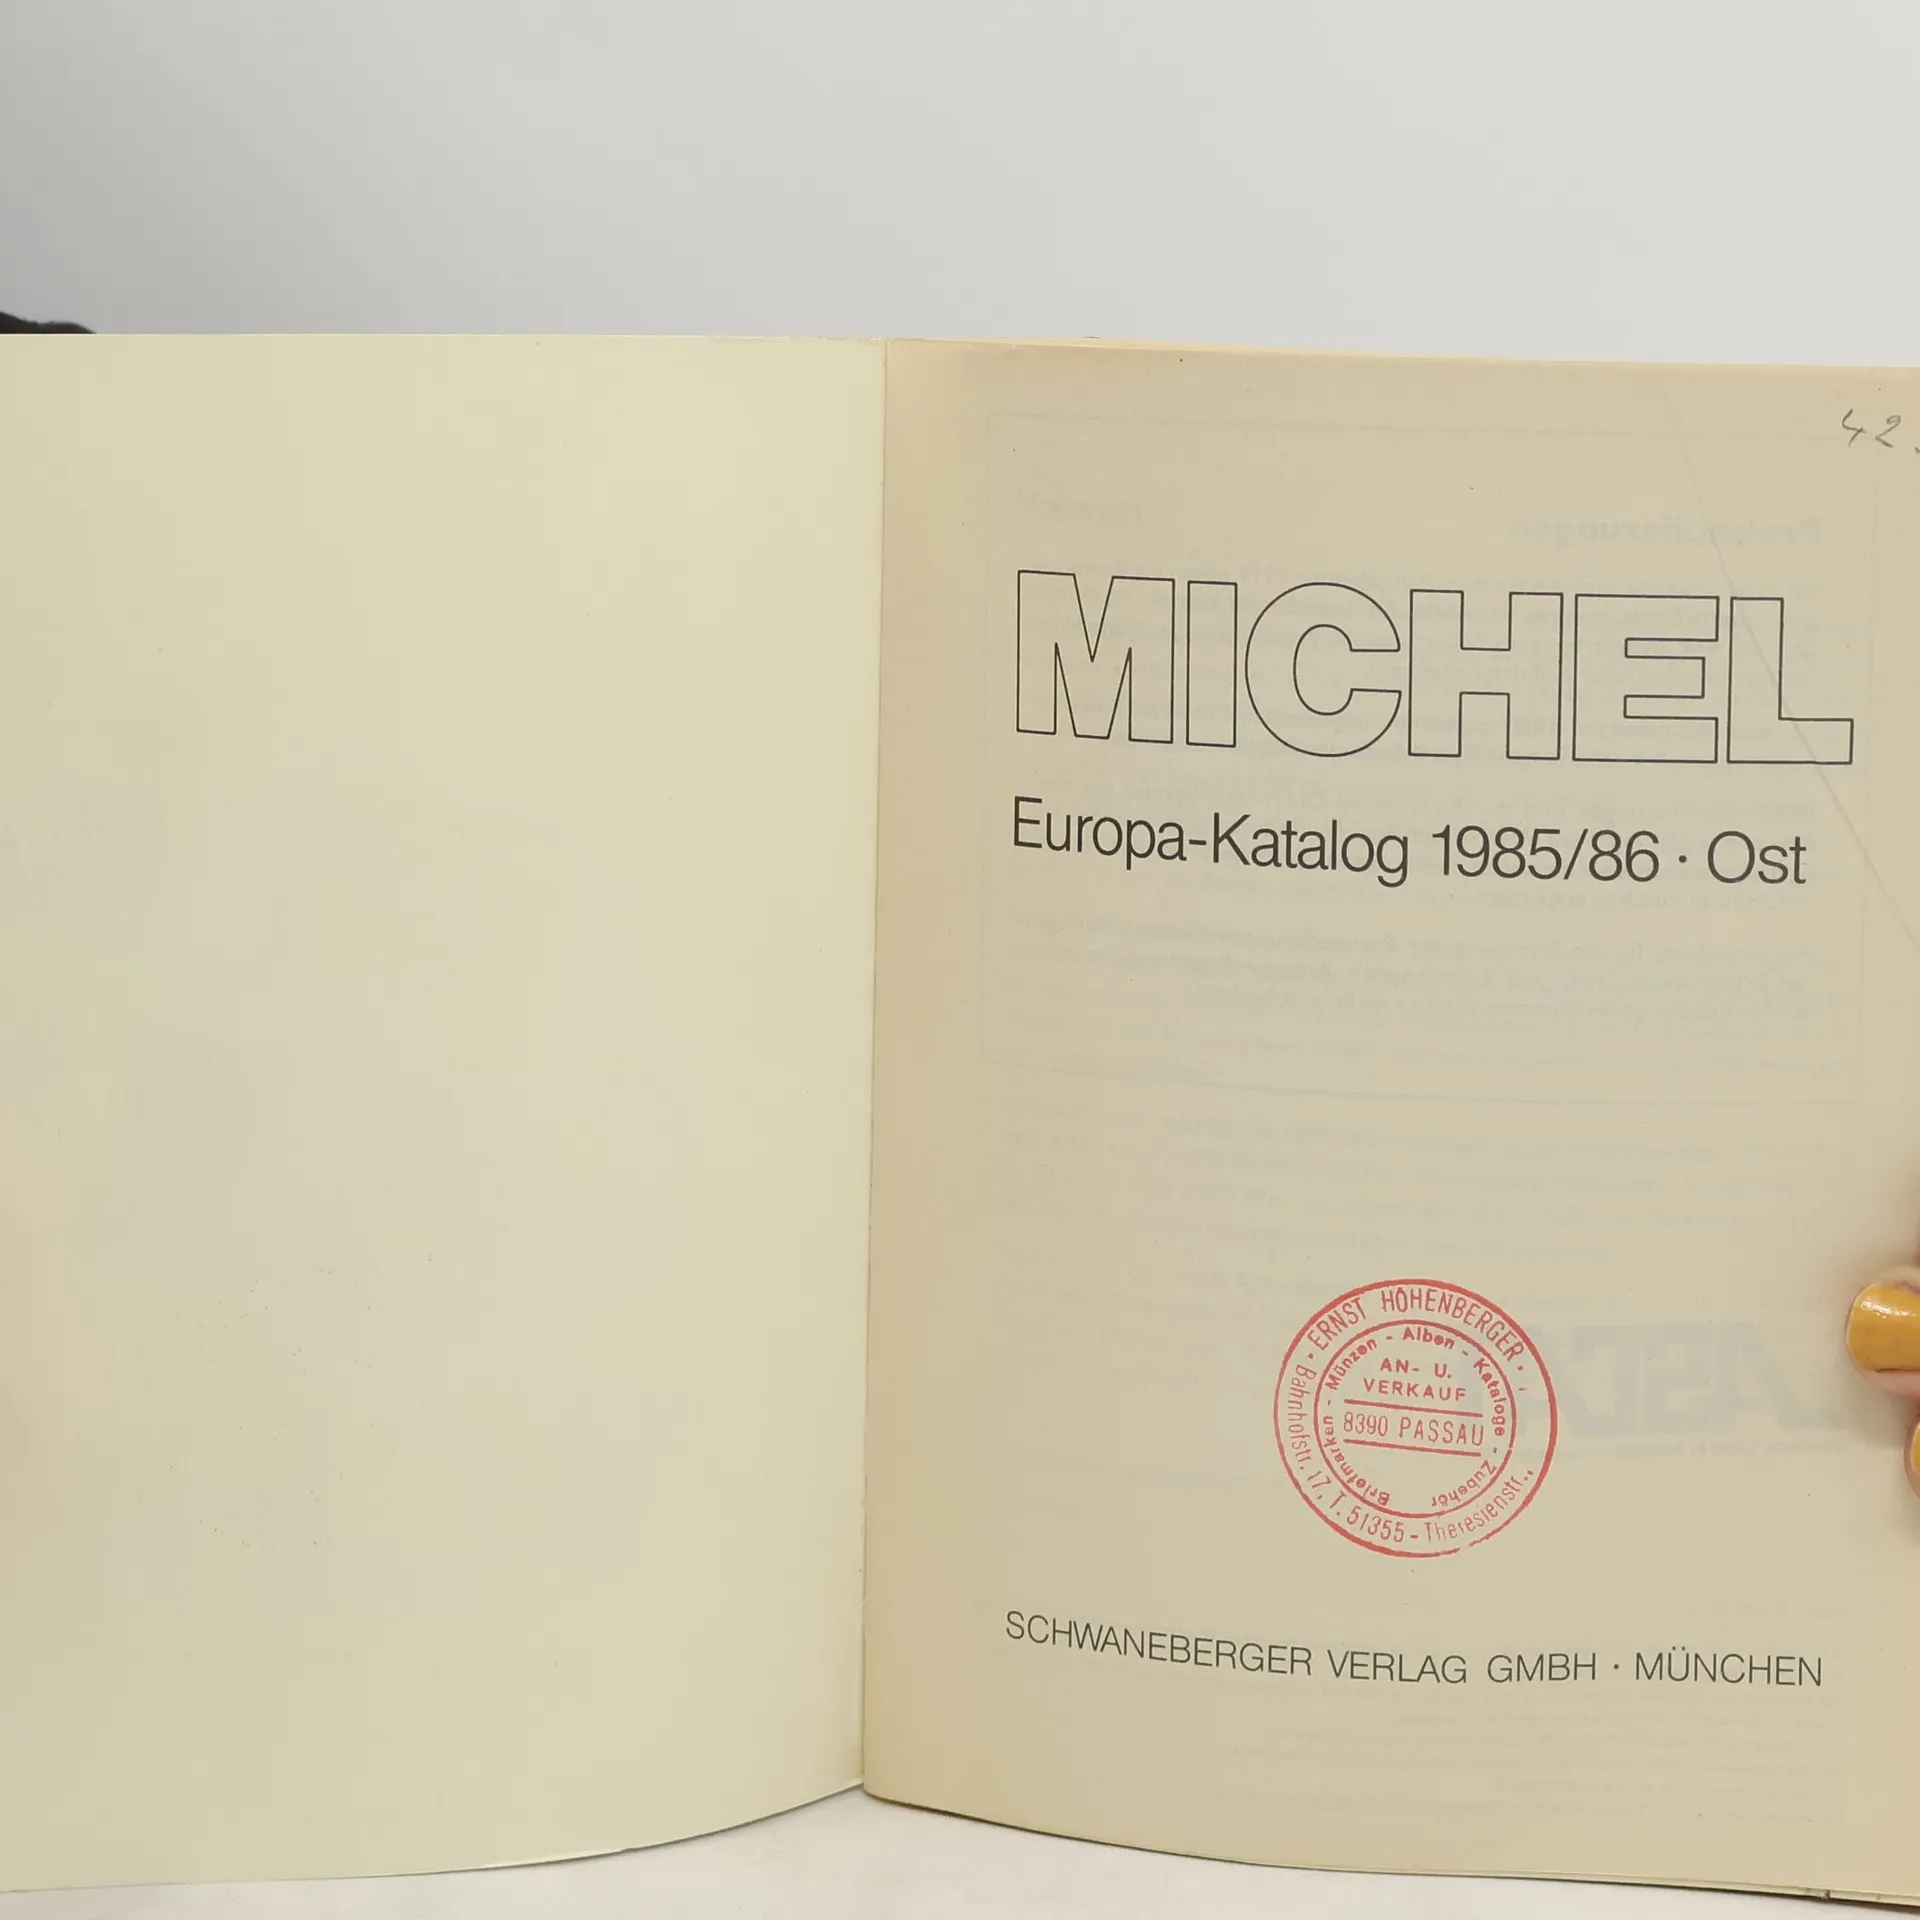 42
MICHEL
Europa-Katalog 1985/86 · Ost
· ERNST HÖHENBERGER ·
Bahnhofstr. 17, T. 51355 - Theresienstr.
Briefmarken - Münzen - Alben - Kataloge - Zubehör
AN- U.
VERKAUF
8390 PASSAU
SCHWANEBERGER VERLAG GMBH · MÜNCHEN